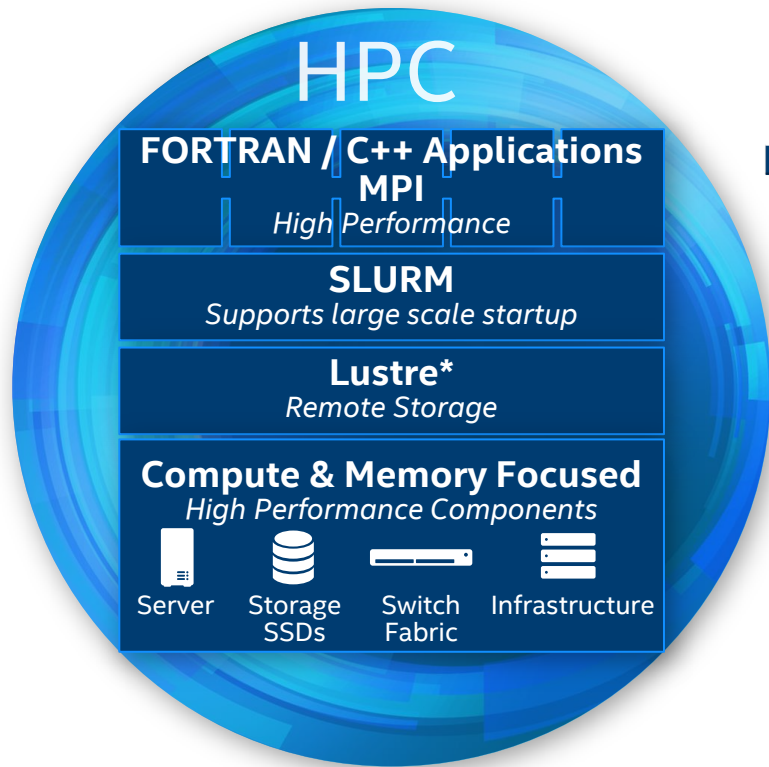 HPC
FORTRAN / C++ Applications
MPI
High Performance
SLURM
Supports large scale startup
Lustre*
Remote Storage
Compute & Memory Focused
High Performance Components
Server
Storage
SSDs
Switch
Fabric
Infrastructure